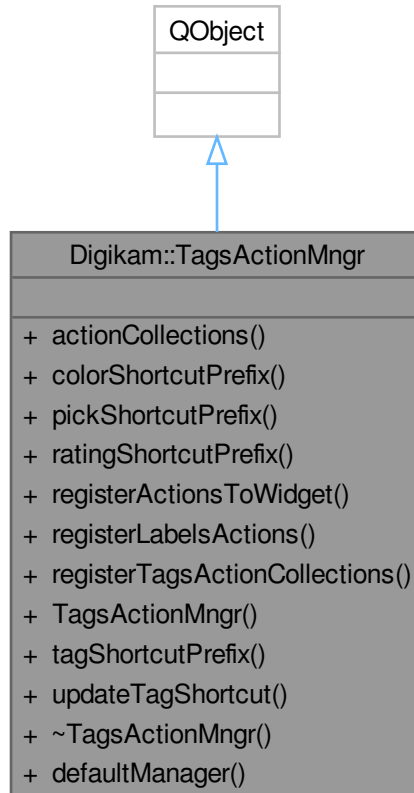 QObject
Digikam::TagsActionMngr
+ actionCollections()
+ colorShortcutPrefix()
+ pickShortcutPrefix()
+ ratingShortcutPrefix()
+ registerActionsToWidget()
+ registerLabelsActions()
+ registerTagsActionCollections()
+ TagsActionMngr()
+ tagShortcutPrefix()
+ updateTagShortcut()
+ ~TagsActionMngr()
+ defaultManager()